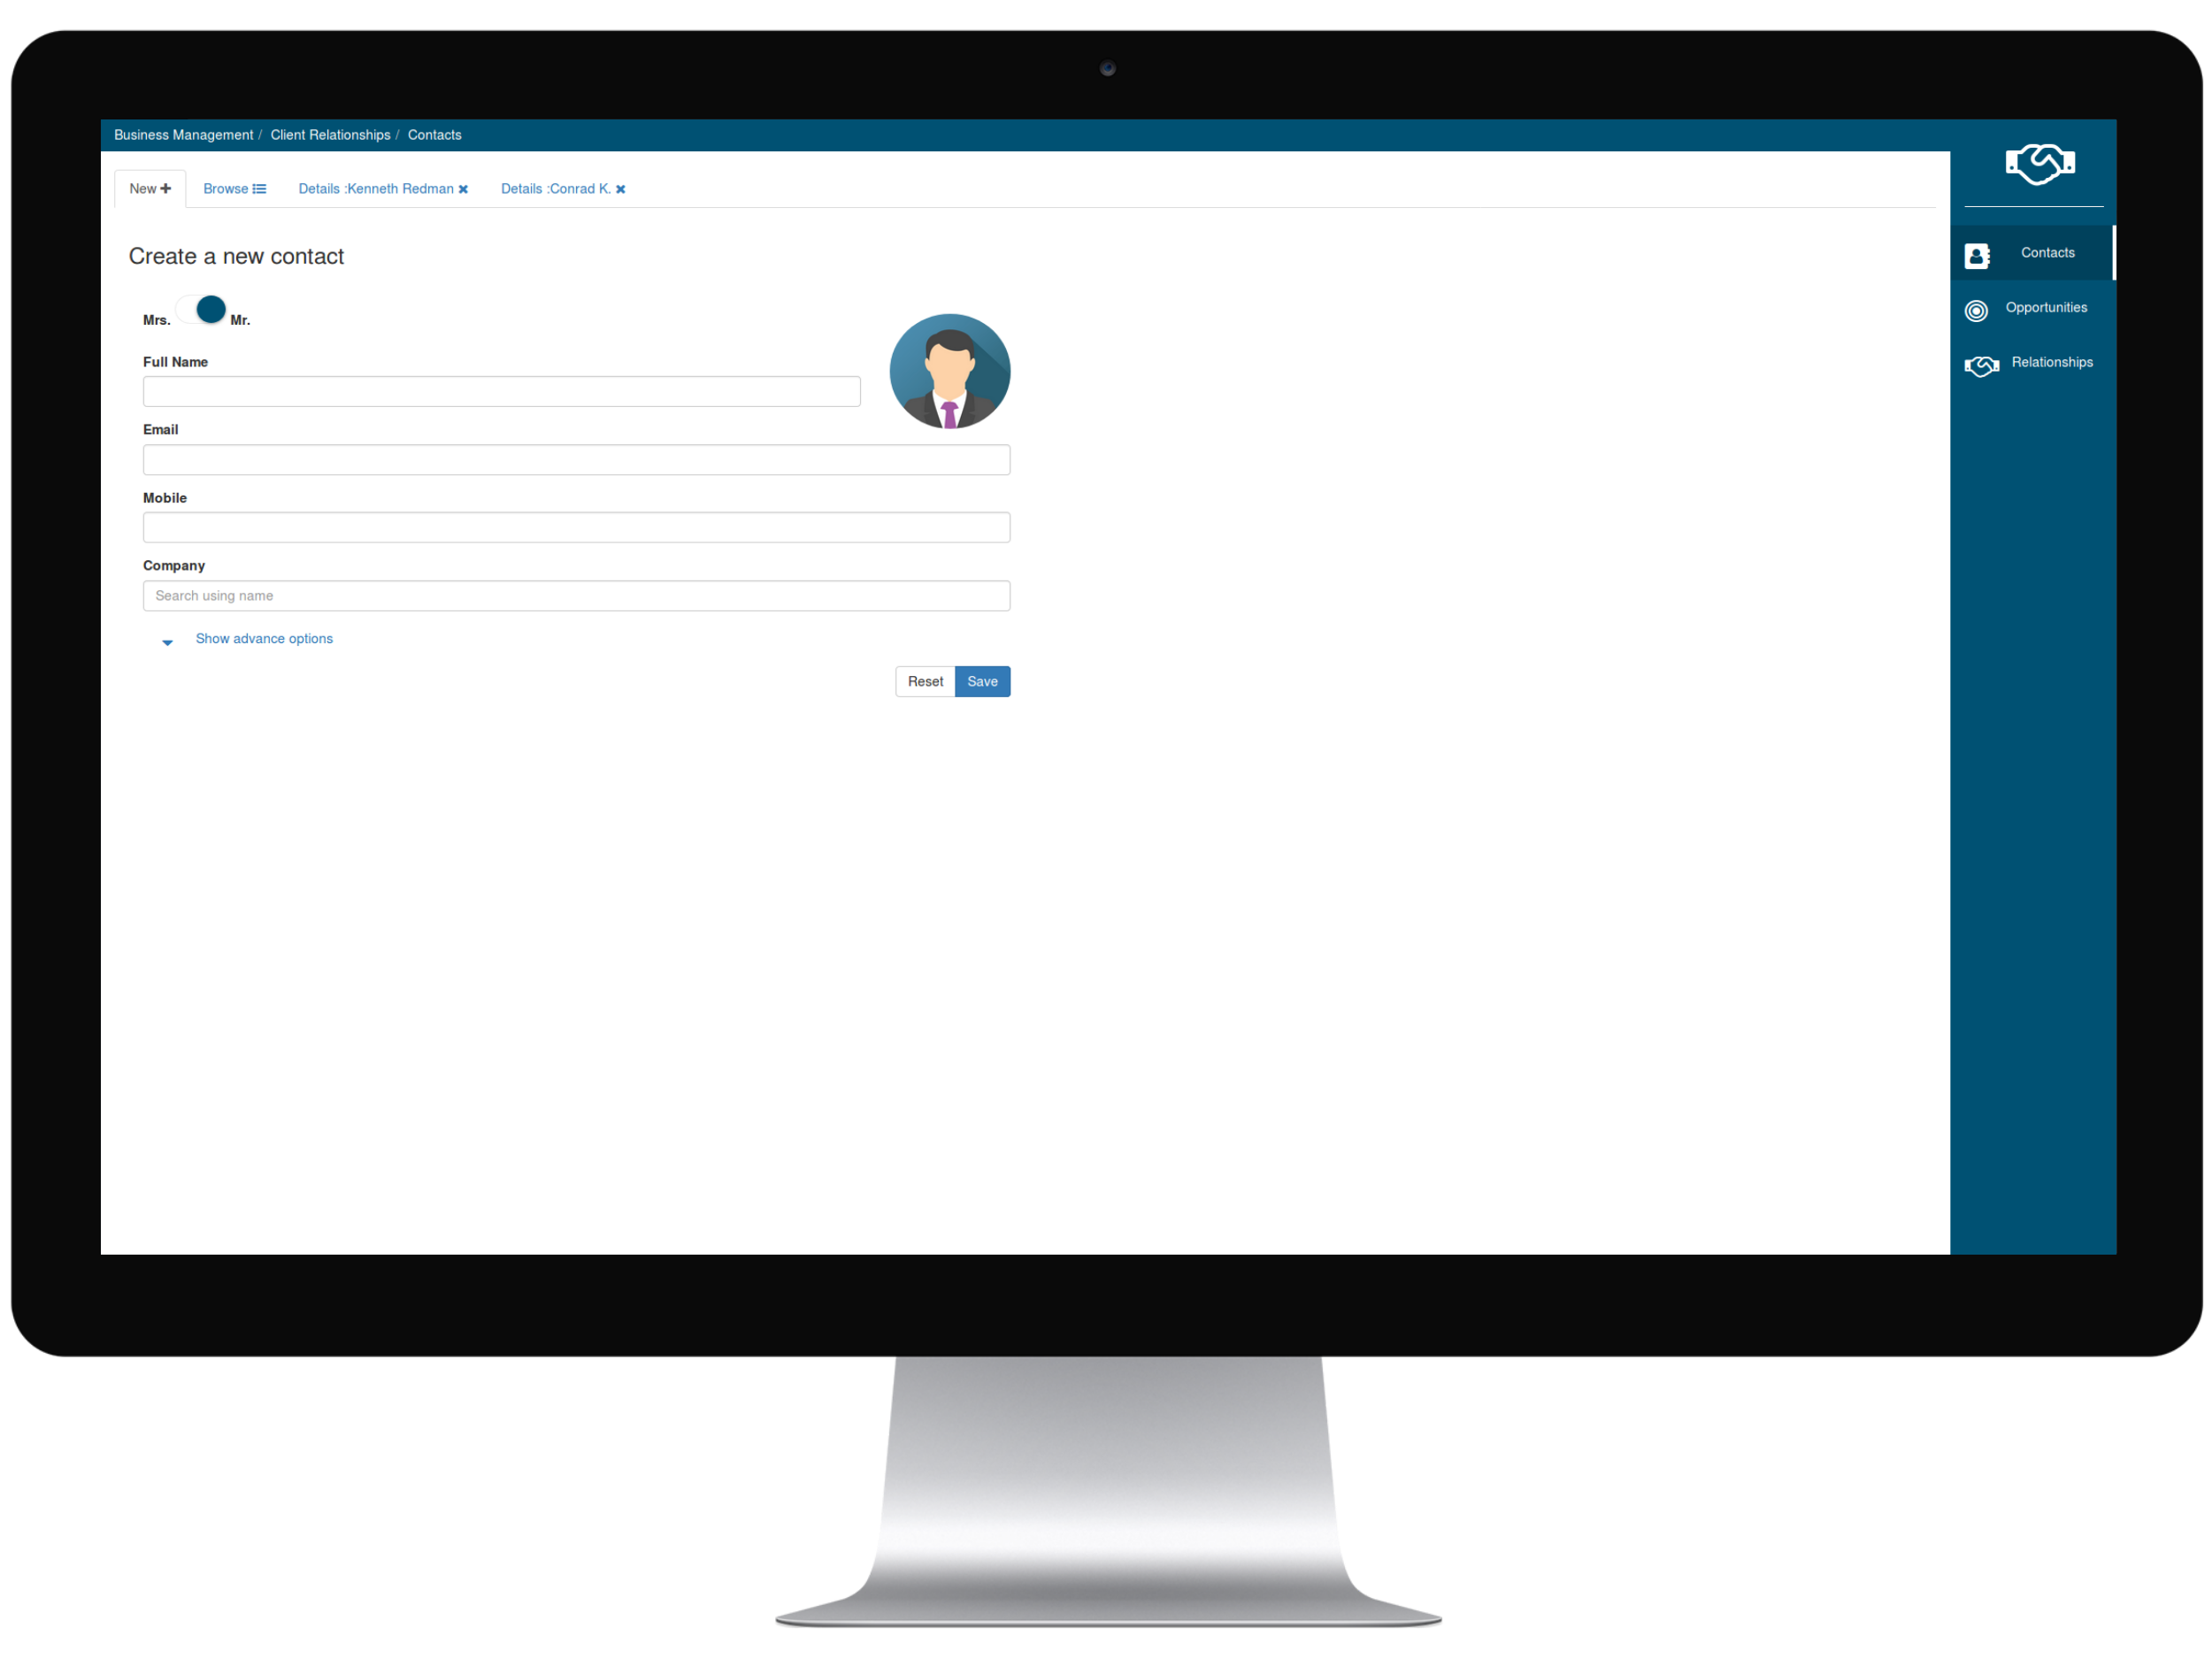 Business Management / Client Relationships / Contacts
New Browse Details :Kenneth Redman Details :Conrad K.
Create a new contact
Mrs. Mr.
Full Name
Email
Mobile
Company
Search using name
Show advance options
Reset Save
Contacts
Opportunities
Relationships